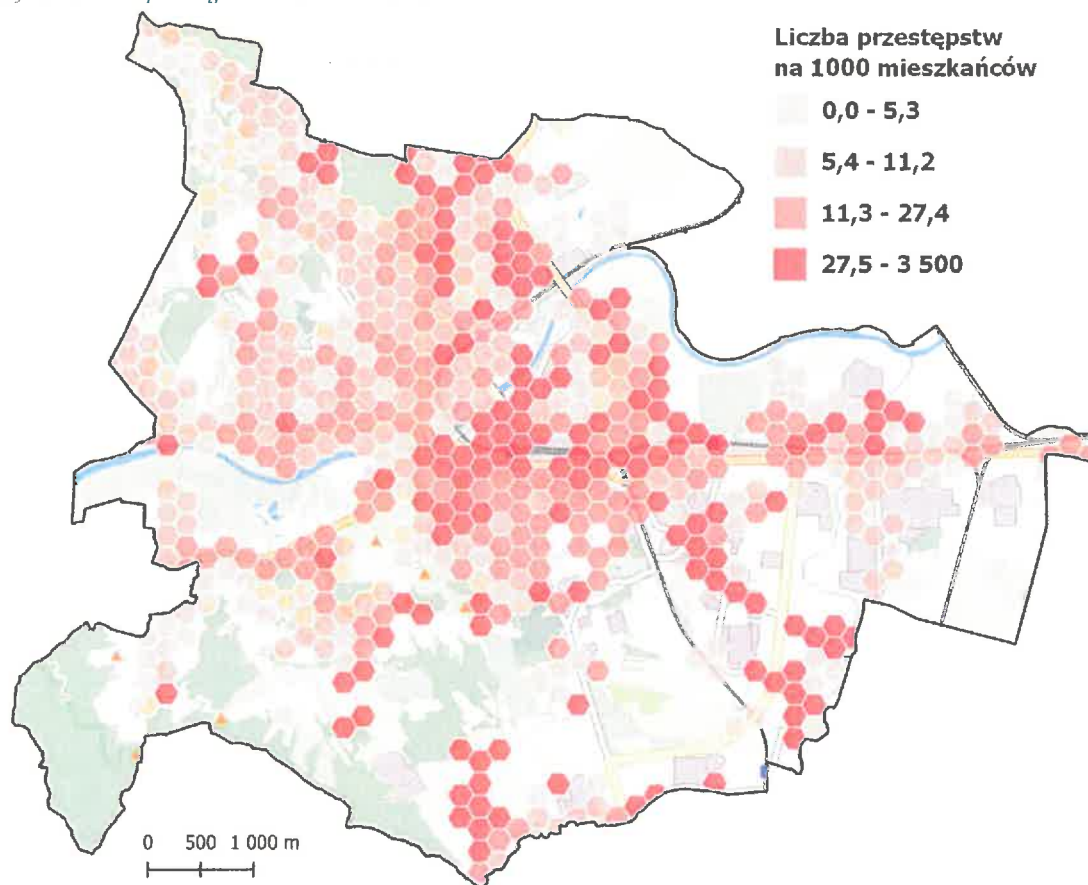 Liczba przestępstw
na 1000 mieszkańców
0,0 - 5,3
5,4 - 11,2
11,3 - 27,4
27,5 - 3 500
0 500 1 000 m